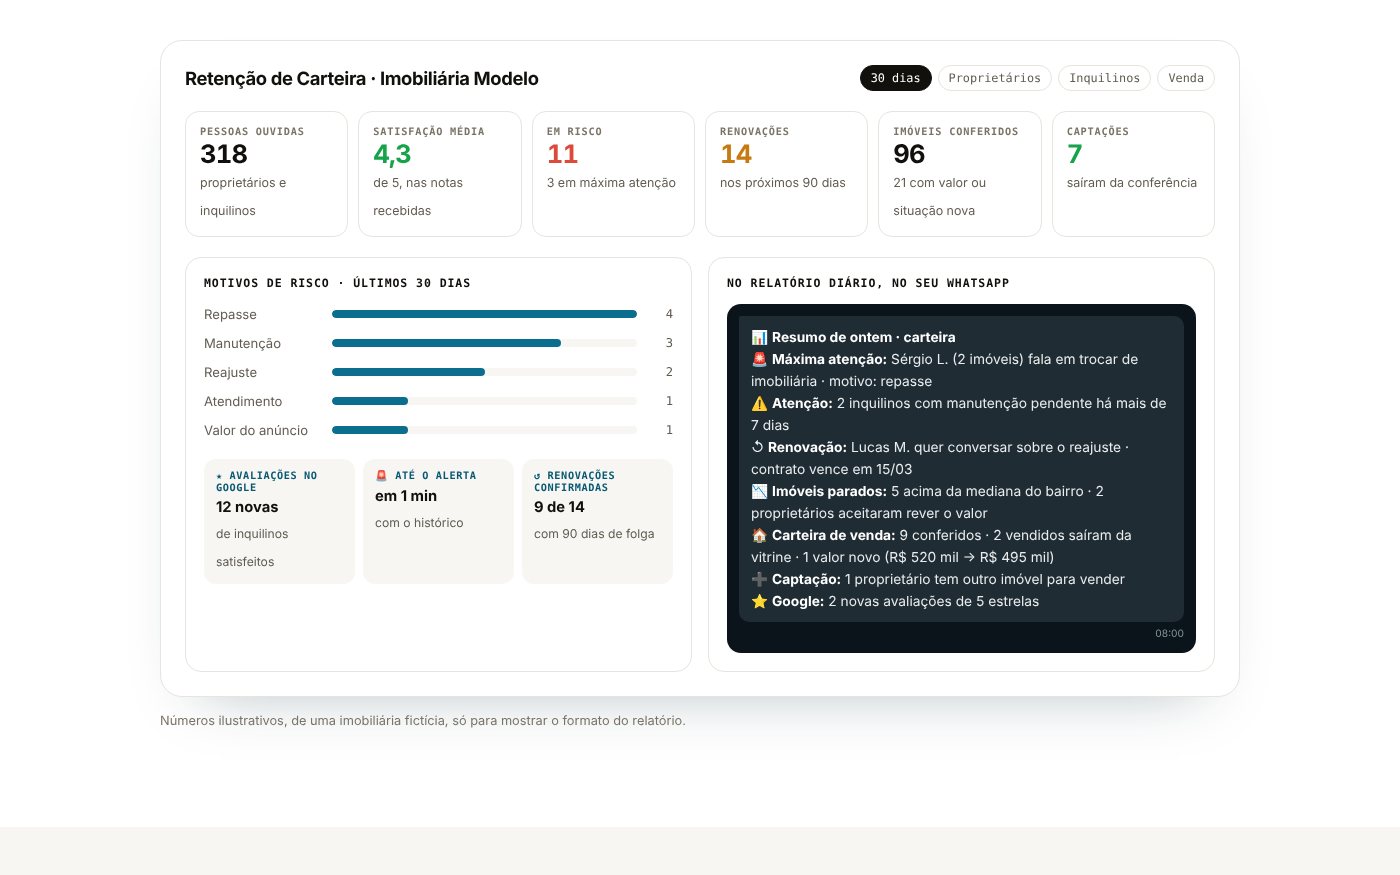 Retenção de Carteira · Imobiliária Modelo
30 dias
Proprietários
Inquilinos
Venda
PESSOAS OUVIDAS
318
proprietários e
inquilinos
SATISFAÇÃO MÉDIA
4,3
de 5, nas notas
recebidas
EM RISCO
11
3 em máxima atenção
RENOVAÇÕES
14
nos próximos 90 dias
IMÓVEIS CONFERIDOS
96
21 com valor ou
situação nova
CAPTAÇÕES
7
saíram da conferência
MOTIVOS DE RISCO · ÚLTIMOS 30 DIAS
Repasse 4
Manutenção 3
Reajuste 2
Atendimento 1
Valor do anúncio 1
★ AVALIAÇÕES NO
GOOGLE
12 novas
de inquilinos
satisfeitos
🚨 ATÉ O ALERTA
em 1 min
com o histórico
↺ RENOVAÇÕES
CONFIRMADAS
9 de 14
com 90 dias de folga
NO RELATÓRIO DIÁRIO, NO SEU WHATSAPP
📊 Resumo de ontem · carteira
🚨 Máxima atenção: Sérgio L. (2 imóveis) fala em trocar de
imobiliária · motivo: repasse
⚠️ Atenção: 2 inquilinos com manutenção pendente há mais de
7 dias
↺ Renovação: Lucas M. quer conversar sobre o reajuste ·
contrato vence em 15/03
📉 Imóveis parados: 5 acima da mediana do bairro · 2
proprietários aceitaram rever o valor
🏠 Carteira de venda: 9 conferidos · 2 vendidos saíram da
vitrine · 1 valor novo (R$ 520 mil → R$ 495 mil)
➕ Captação: 1 proprietário tem outro imóvel para vender
⭐ Google: 2 novas avaliações de 5 estrelas
08:00
Números ilustrativos, de uma imobiliária fictícia, só para mostrar o formato do relatório.